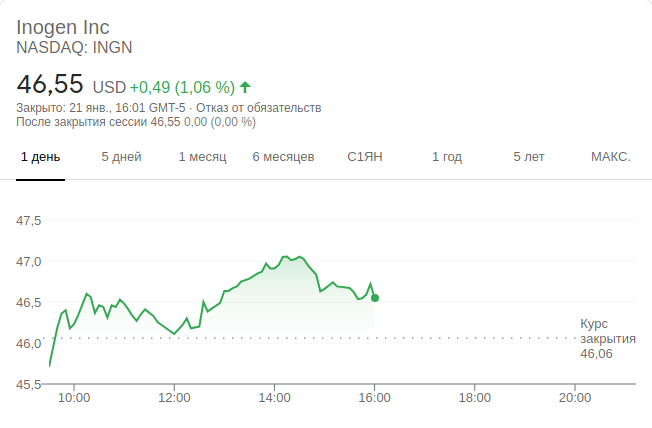 Inogen Inc
NASDAQ: INGN
46,55 USD +0,49 (1,06 %)
Закрыто: 21 янв., 16:01 GMT-5 · Отказ от обязательств
После закрытия сессии 46,55 0,00 (0,00 %)
1 день 5 дней 1 месяц 6 месяцев С1ЯН 1 год 5 лет МАКС.
47,5
47,0
46,5
46,0
45,5
Курс
закрытия
46,06
10:00 12:00 14:00 16:00 18:00 20:00